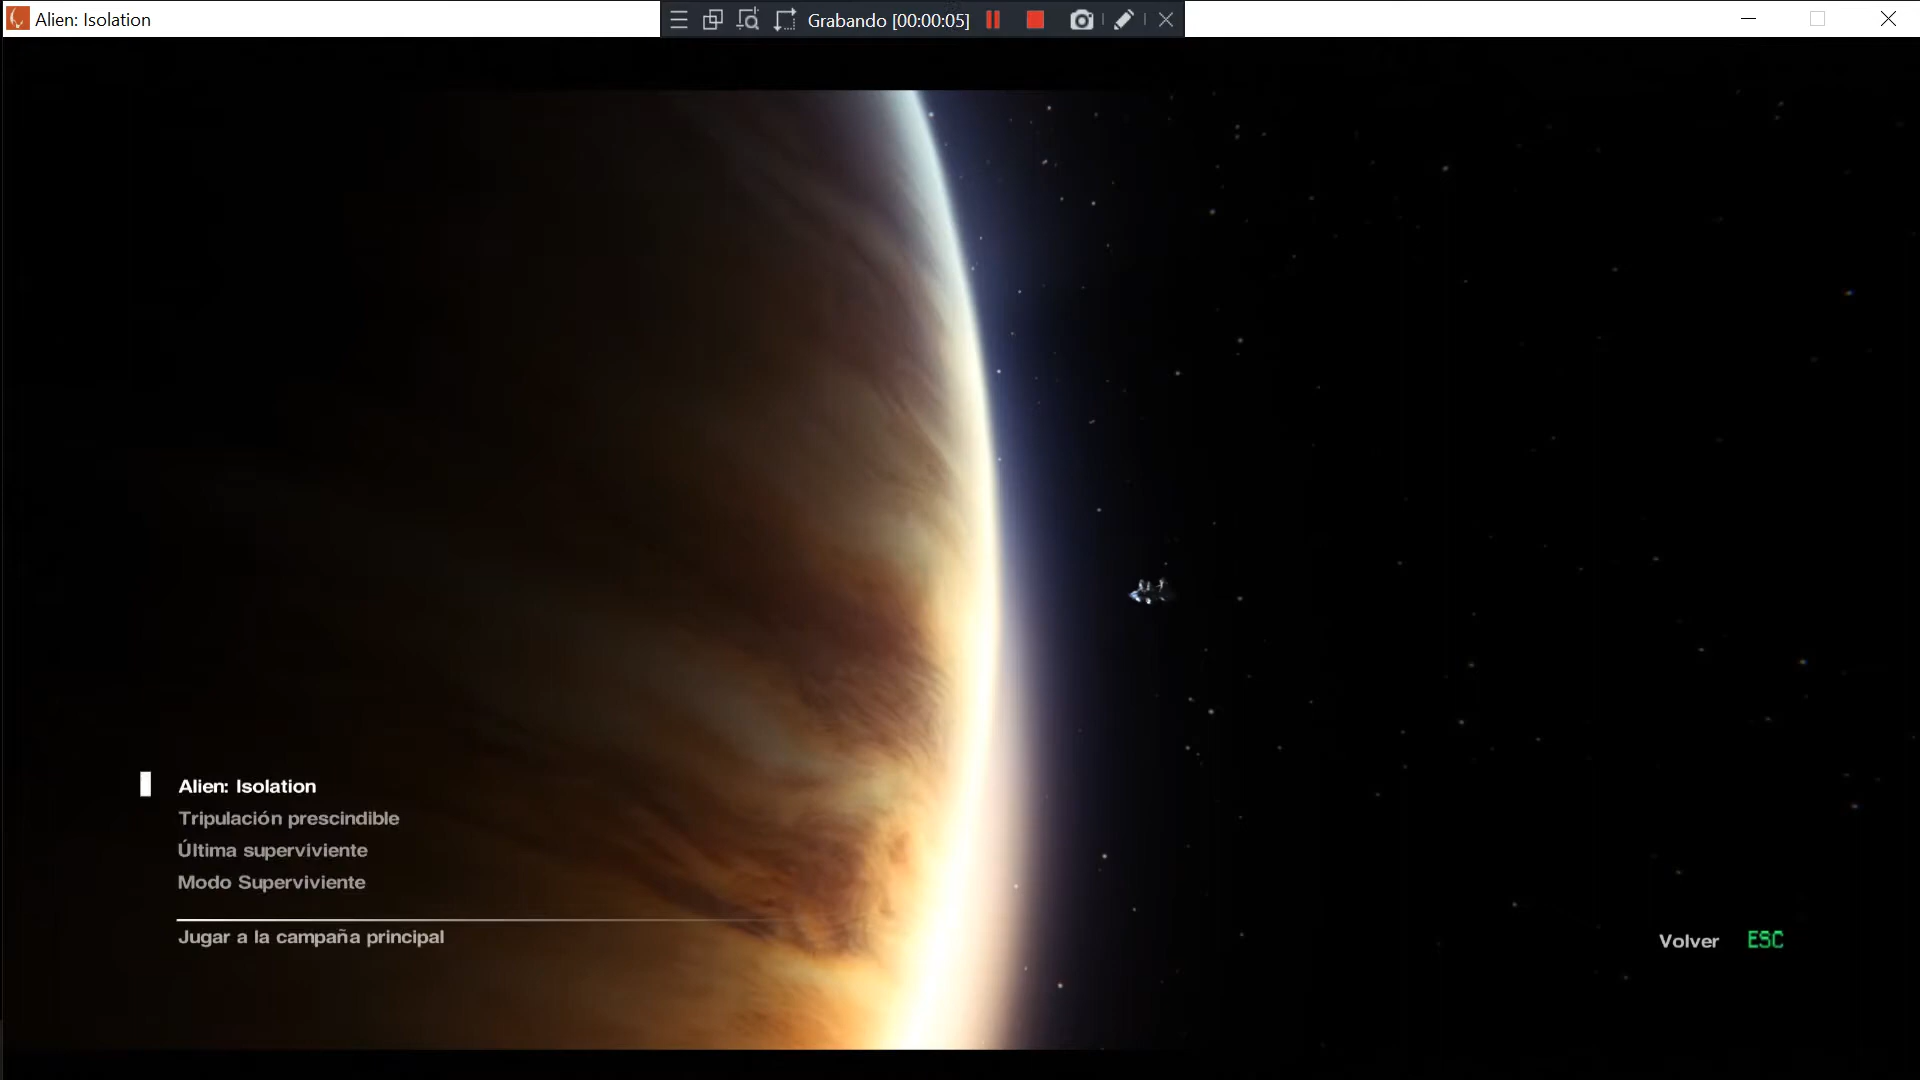 Alien: Isolation
Grabando [00:00:05]
Alien: Isolation
Tripulación prescindible
Última superviviente
Modo Superviviente
Jugar a la campaña principal
Volver ESC